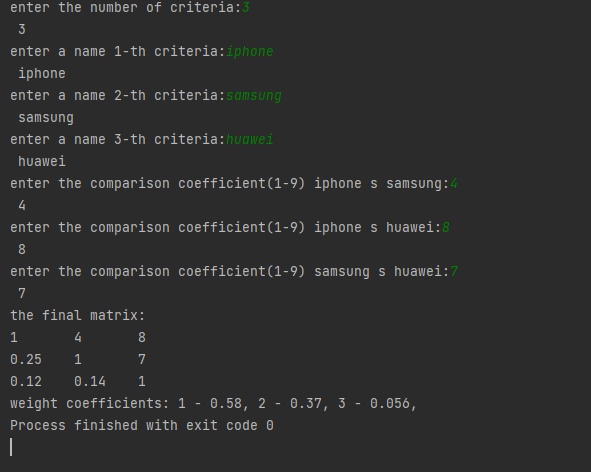 enter the number of criteria:3
3
enter a name 1-th criteria:iphone
iphone
enter a name 2-th criteria:samsung
samsung
enter a name 3-th criteria:huawei
huawei
enter the comparison coefficient(1-9) iphone s samsung:4
4
enter the comparison coefficient(1-9) iphone s huawei:8
8
enter the comparison coefficient(1-9) samsung s huawei:7
7
the final matrix:
1 4 8
0.25 1 7
0.12 0.14 1
weight coefficients: 1 - 0.58, 2 - 0.37, 3 - 0.056,
Process finished with exit code 0